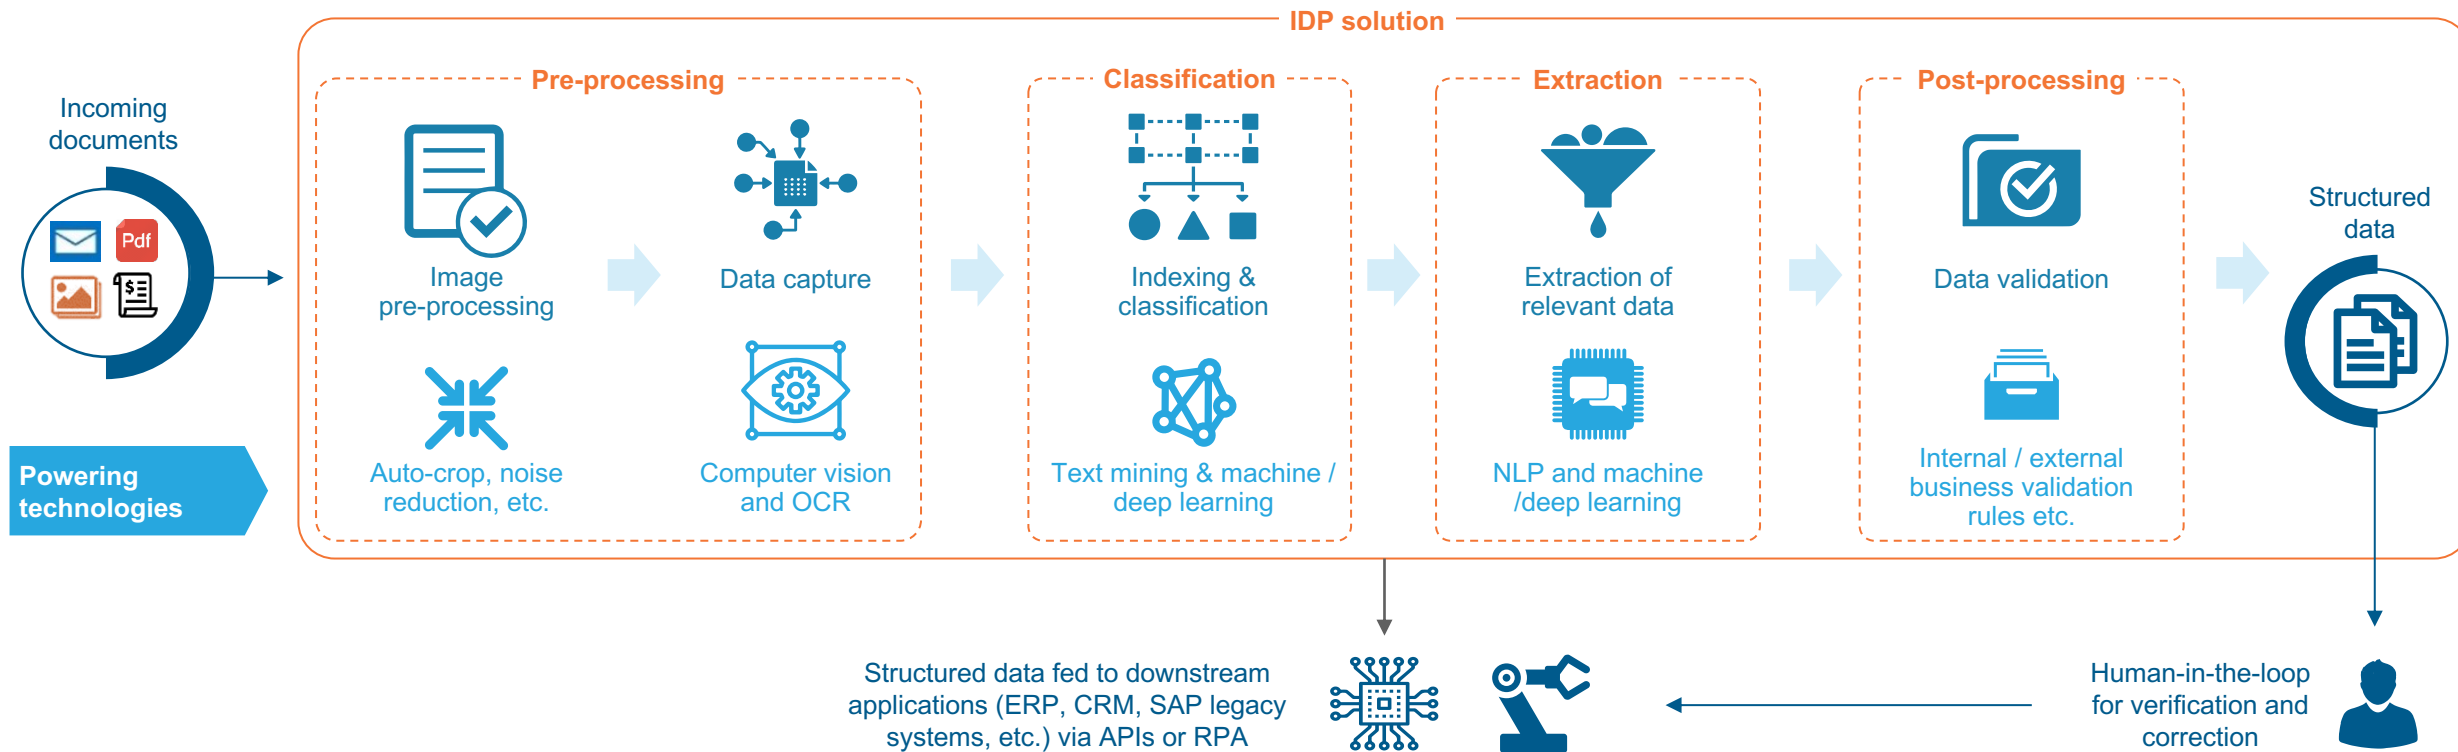 IDP solution
Pre-processing
Classification
Extraction
Post-processing
Incoming
documents
Pdf
$
Image
pre-processing
Data capture
Indexing &
classification
Extraction of
relevant data
Data validation
Structured
data
Powering
technologies
Auto-crop, noise
reduction, etc.
Computer vision
and OCR
Text mining & machine /
deep learning
NLP and machine
/deep learning
Internal / external
business validation
rules etc.
Structured data fed to downstream
applications (ERP, CRM, SAP legacy
systems, etc.) via APIs or RPA
Human-in-the-loop
for verification and
correction